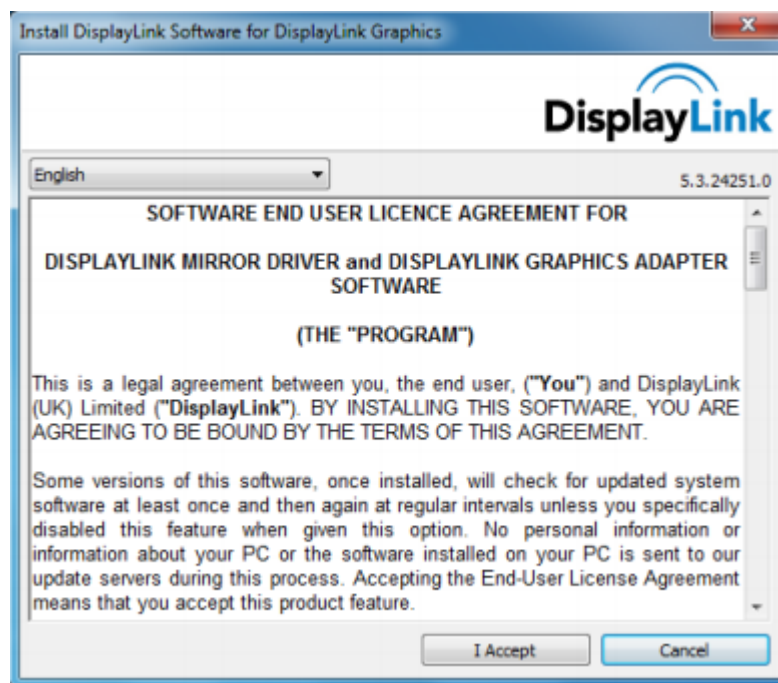 Install DisplayLink Software for DisplayLink Graphics
DisplayLink
English
5.3.24251.0
SOFTWARE END USER LICENCE AGREEMENT FOR
DISPLAYLINK MIRROR DRIVER and DISPLAYLINK GRAPHICS ADAPTER
SOFTWARE
(THE "PROGRAM")
This is a legal agreement between you, the end user, ("You") and DisplayLink
(UK) Limited ("DisplayLink"). BY INSTALLING THIS SOFTWARE, YOU ARE
AGREEING TO BE BOUND BY THE TERMS OF THIS AGREEMENT.
Some versions of this software, once installed, will check for updated system
software at least once and then again at regular intervals unless you specifically
disabled this feature when given this option. No personal information or
information about your PC or the software installed on your PC is sent to our
update servers during this process. Accepting the End-User License Agreement
means that you accept this product feature.
I Accept
Cancel